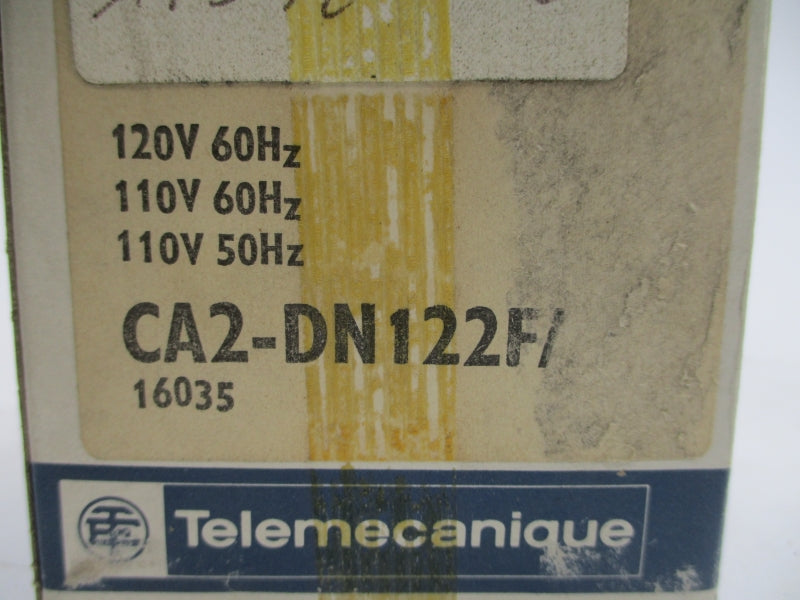 120V 60Hz
110V 60Hz
110V 50Hz
CA2-DN122F/
16035
Telemecanique